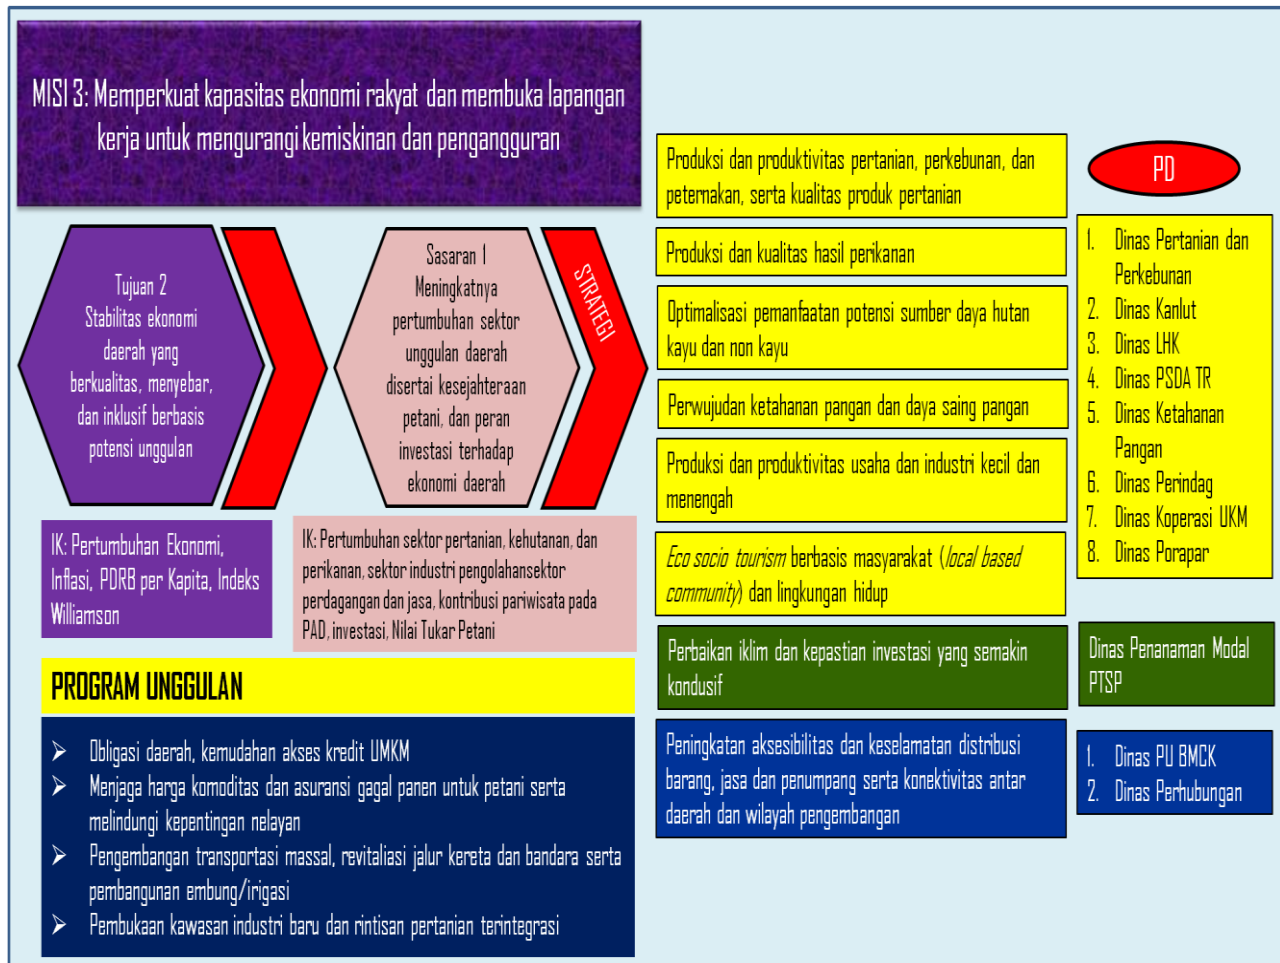 MISI 3: Memperkuat kapasitas ekonomi rakyat dan membuka lapangan
kerja untuk mengurangi kemiskinan dan pengangguran
Tujuan 2
Stabilitas ekonomi
daerah yang
berkualitas, menyebar,
dan inklusif berbasis
potensi unggulan
Sasaran 1
Meningkatnya
pertumbuhan sektor
unggulan daerah
disertai kesejahteraan
petani, dan peran
investasi terhadap
ekonomi daerah
STRATEGI
IK: Pertumbuhan Ekonomi,
Inflasi, PDRB per Kapita, Indeks
Williamson
IK: Pertumbuhan sektor pertanian, kehutanan, dan
perikanan, sektor industri pengolahansektor
perdagangan dan jasa, kontribusi pariwisata pada
PAD, investasi, Nilai Tukar Petani
PROGRAM UNGGULAN
➢ Obligasi daerah, kemudahan akses kredit UMKM
➢ Menjaga harga komoditas dan asuransi gagal panen untuk petani serta
melindungi kepentingan nelayan
➢ Pengembangan transportasi massal, revitaliasi jalur kereta dan bandara serta
pembangunan embung/irigasi
➢ Pembukaan kawasan industri baru dan rintisan pertanian terintegrasi
Produksi dan produktivitas pertanian, perkebunan, dan
peternakan, serta kualitas produk pertanian
Produksi dan kualitas hasil perikanan
Optimalisasi pemanfaatan potensi sumber daya hutan
kayu dan non kayu
Perwujudan ketahanan pangan dan daya saing pangan
Produksi dan produktivitas usaha dan industri kecil dan
menengah
Eco socio tourism berbasis masyarakat (local based
community) dan lingkungan hidup
Perbaikan iklim dan kepastian investasi yang semakin
kondusif
Peningkatan aksesibilitas dan keselamatan distribusi
barang, jasa dan penumpang serta konektivitas antar
daerah dan wilayah pengembangan
PD
1. Dinas Pertanian dan
Perkebunan
2. Dinas Kanlut
3. Dinas LHK
4. Dinas PSDA TR
5. Dinas Ketahanan
Pangan
6. Dinas Perindag
7. Dinas Koperasi UKM
8. Dinas Porapar
Dinas Penanaman Modal
PTSP
1. Dinas PU BMCK
2. Dinas Perhubungan